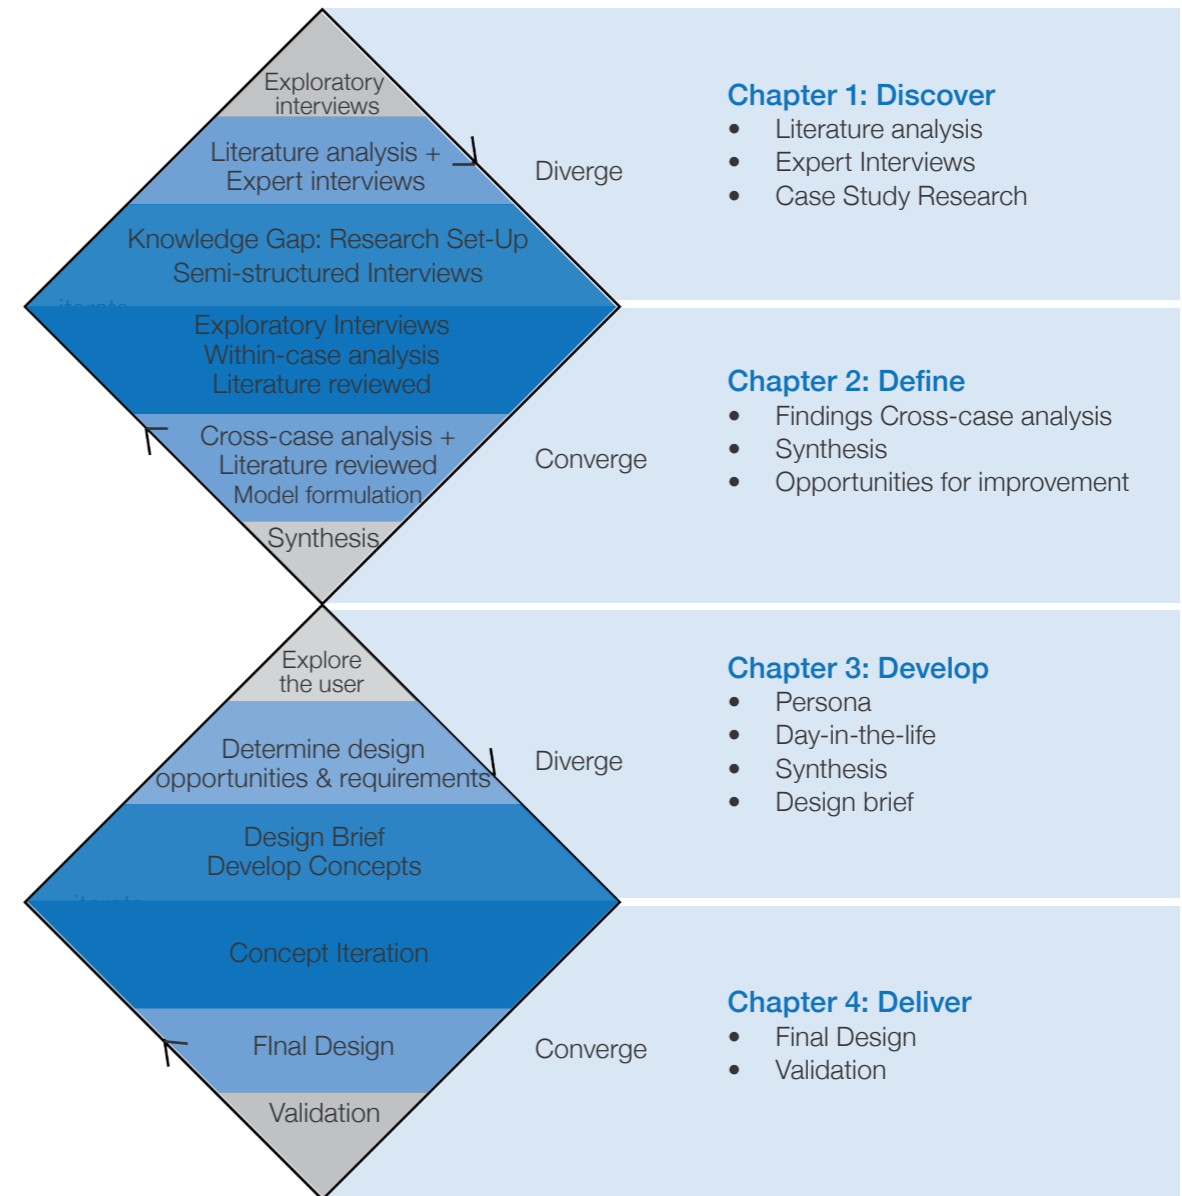 Exploratory
interviews
Literature analysis +
Expert interviews
Knowledge Gap: Research Set-Up
Semi-structured Interviews
Diverge
Chapter 1: Discover
• Literature analysis
• Expert Interviews
• Case Study Research
iterate
Exploratory Interviews
Within-case analysis
Literature reviewed
Cross-case analysis +
Literature reviewed
Model formulation
Synthesis
Converge
Chapter 2: Define
• Findings Cross-case analysis
• Synthesis
• Opportunities for improvement
Explore
the user
Determine design
opportunities & requirements
Design Brief
Develop Concepts
Diverge
Chapter 3: Develop
• Persona
• Day-in-the-life
• Synthesis
• Design brief
iterate
Concept Iteration
FInal Design
Validation
Converge
Chapter 4: Deliver
• Final Design
• Validation